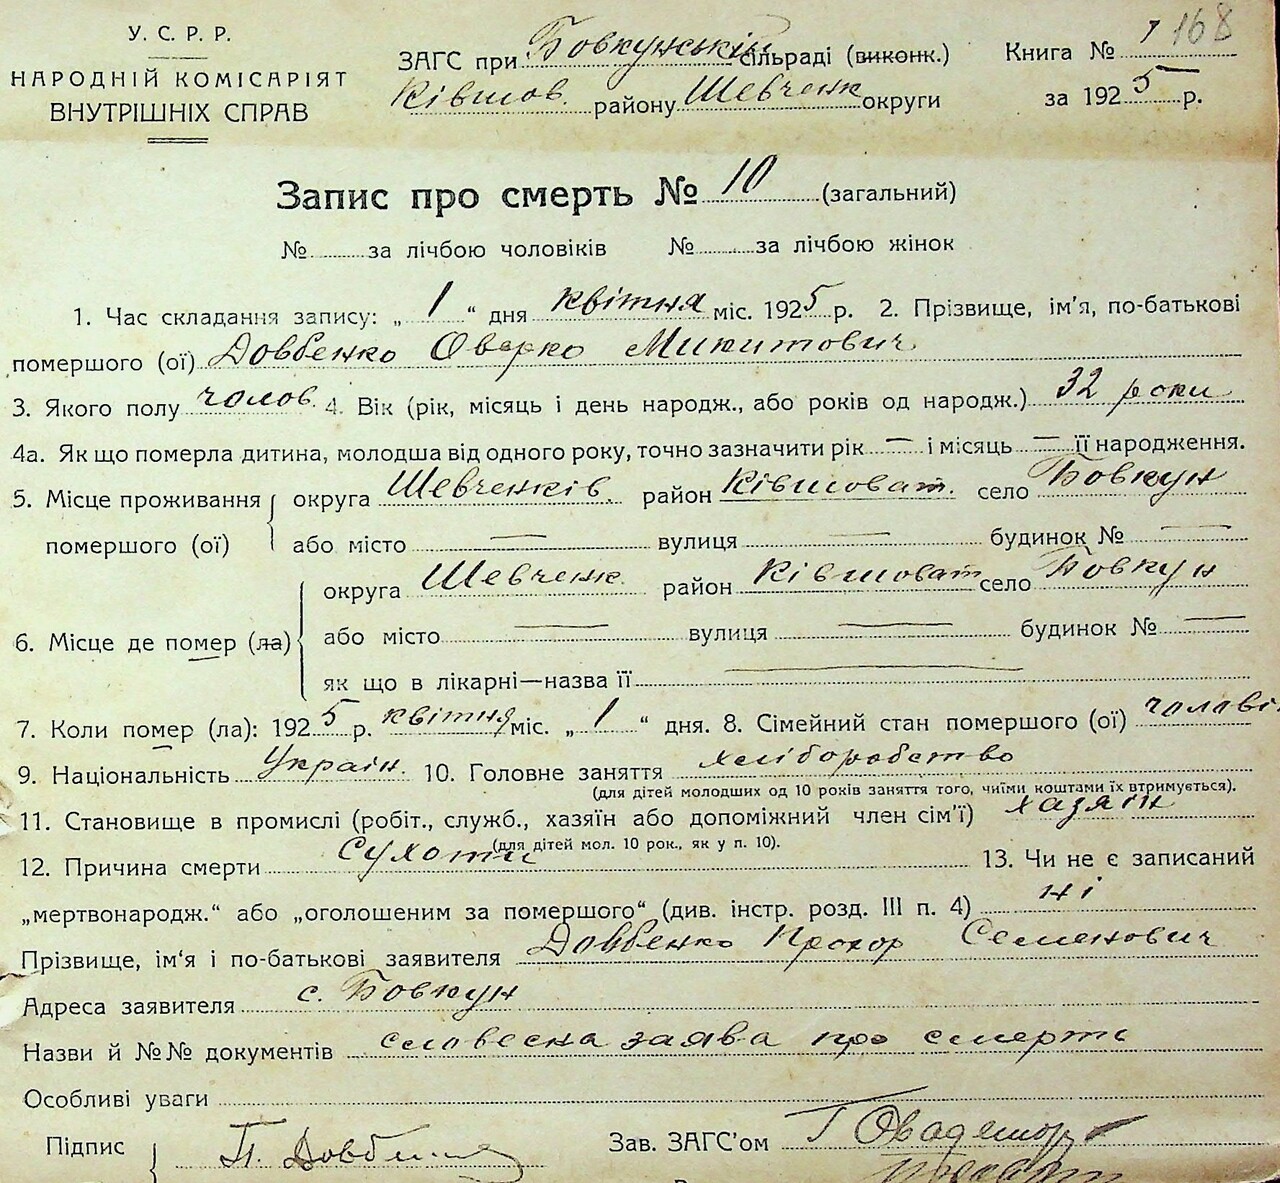 У. С. Р. Р.
НАРОДНІЙ КОМІСАРІЯТ
ВНУТРІШНІХ СПРАВ
ЗАГС при Бовкунській сільраді (виконк.)
Ківшов. району Шевченк округи
Книга № 1 168
за 1925 р.
Запис про смерть № 10 (загальний)
№ за лічбою чоловіків № за лічбою жінок
1. Час складання запису: „ 1 “ дня квітня міс. 1925 р. 2. Прізвище, ім'я, по-батькові
помершого (ої) Довбенко Оверко Микитович
3. Якого полу чолов. 4. Вік (рік, місяць і день народж., або років од народж.) 32 роки
4а. Як що померла дитина, молодша від одного року, точно зазначити рік — і місяць — її народження.
5. Місце проживання помершого (ої)
округа Шевченків. район Ківшоват. село Бовкун
або місто — вулиця — будинок № —
6. Місце де помер (ла)
округа Шевченк. район Ківшоват село Бовкун
або місто — вулиця — будинок № —
як що в лікарні—назва її —
7. Коли помер (ла): 1925 р. квітня міс. „ 1 “ дня. 8. Сімейний стан помершого (ої)
9. Національність Україн. 10. Головне заняття хліборобство
(для дітей молодших од 10 років заняття того, чиїми коштами їх втримується).
11. Становище в промислі (робіт., служб., хазяїн або допоміжний член сім'ї) хазяїн
(для дітей мол. 10 рок., як у п. 10).
12. Причина смерти Сухоти 13. Чи не є записаний
„мертвонародж.“ або „оголошеним за помершого“ (див. інстр. розд. III п. 4) ні
Прізвище, ім'я і по-батькові заявителя Довбенко Прохор Семенович
Адреса заявителя с. Бовкун
Назви й №№ документів словесна заява про смерть
Особливі уваги
Підпис П. Довбенко
Зав. ЗАГС'ом